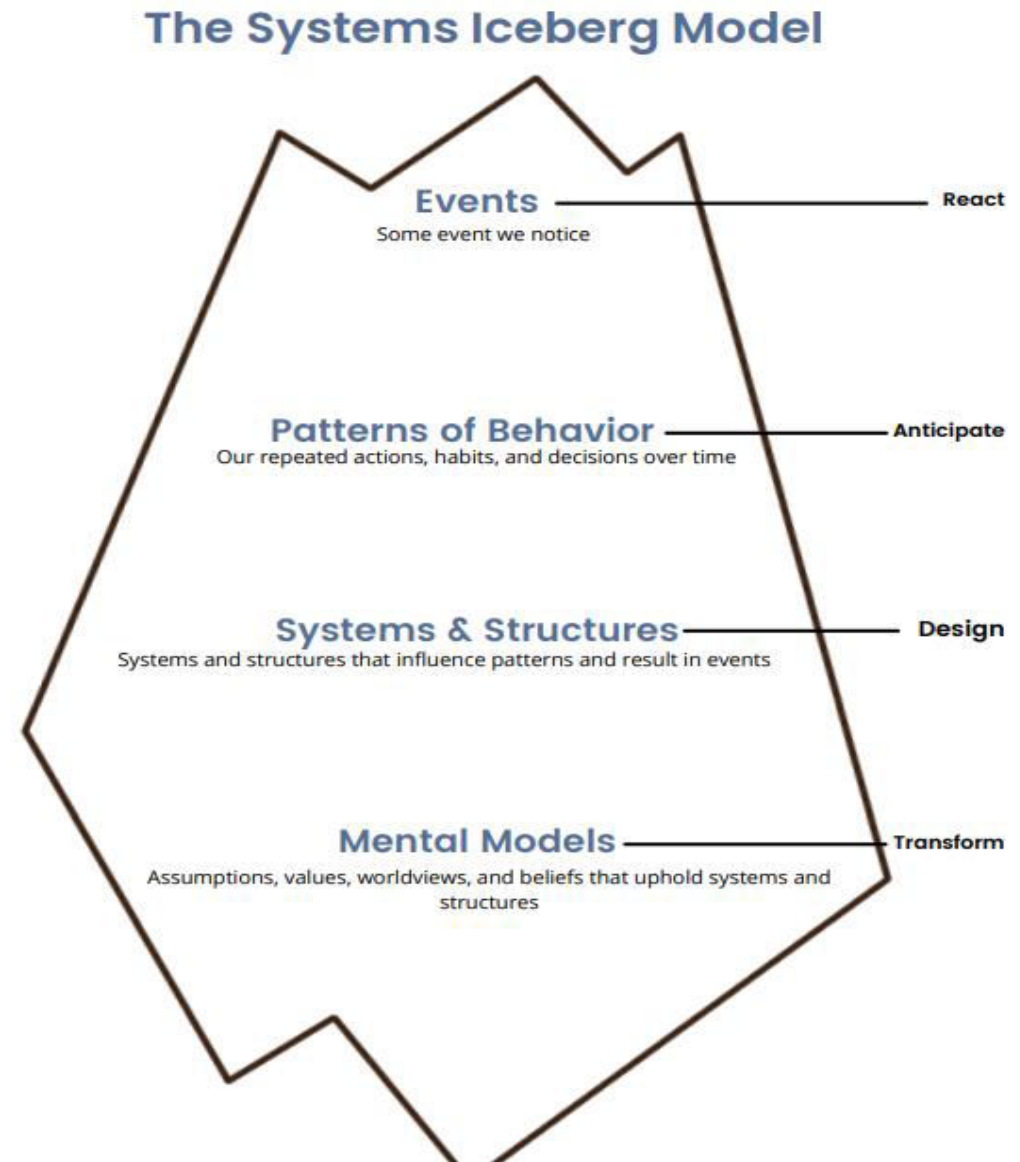 The Systems Iceberg Model
Events
React
Some event we notice
Patterns of Behavior
Anticipate
Our repeated actions, habits, and decisions over time
Systems & Structures
Design
Systems and structures that influence patterns and result in events
Mental Models
Transform
Assumptions, values, worldviews, and beliefs that uphold systems and
structures